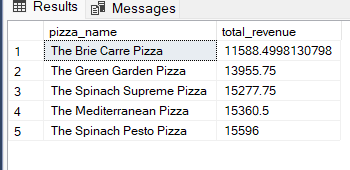 Results Messages
pizza_name total_revenue
1 The Brie Carre Pizza 11588.4998130798
2 The Green Garden Pizza 13955.75
3 The Spinach Supreme Pizza 15277.75
4 The Mediterranean Pizza 15360.5
5 The Spinach Pesto Pizza 15596